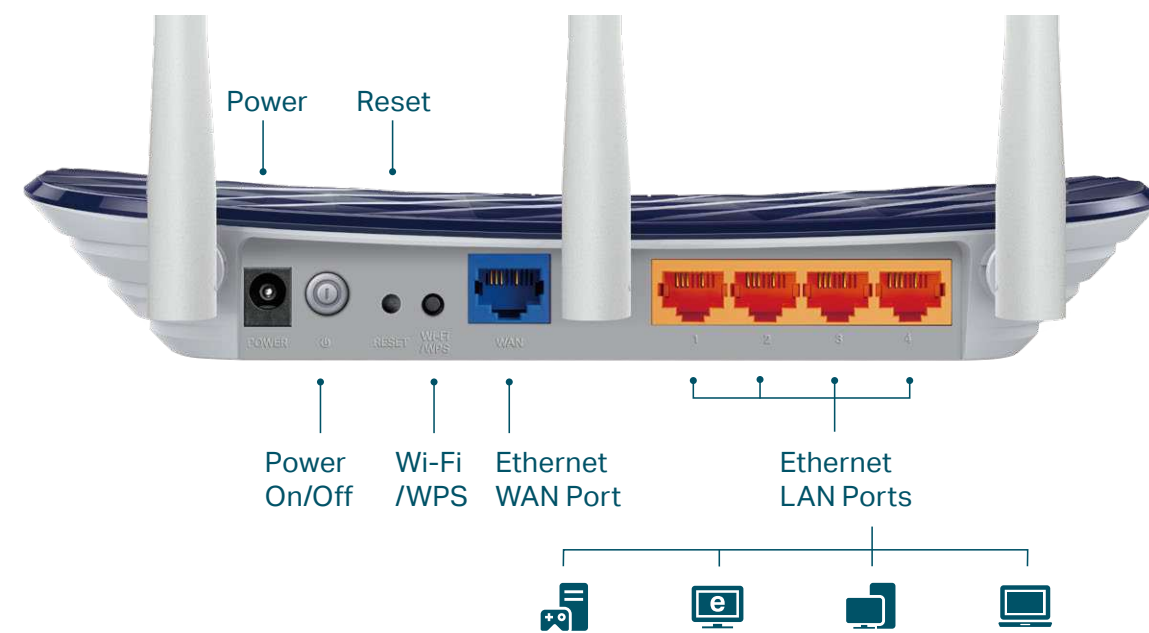 Power Reset
POWER RESET Wi-Fi
/WPS WAN 1 2 3 4
Power
On/Off
Wi-Fi
/WPS
Ethernet
WAN Port
Ethernet
LAN Ports
e